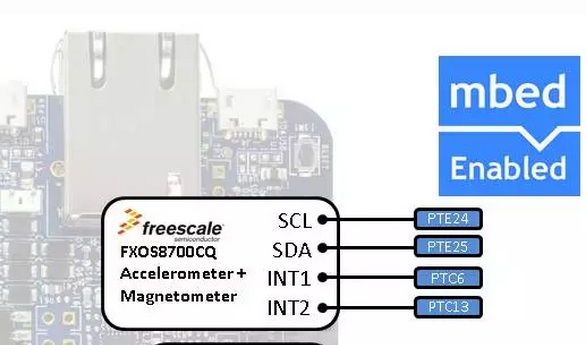 mbed
Enabled
freescale
semiconductor
FXOS8700CQ
Accelerometer +
Magnetometer
SCL
PTE24
SDA
PTE25
INT1
PTC6
INT2
PTC13